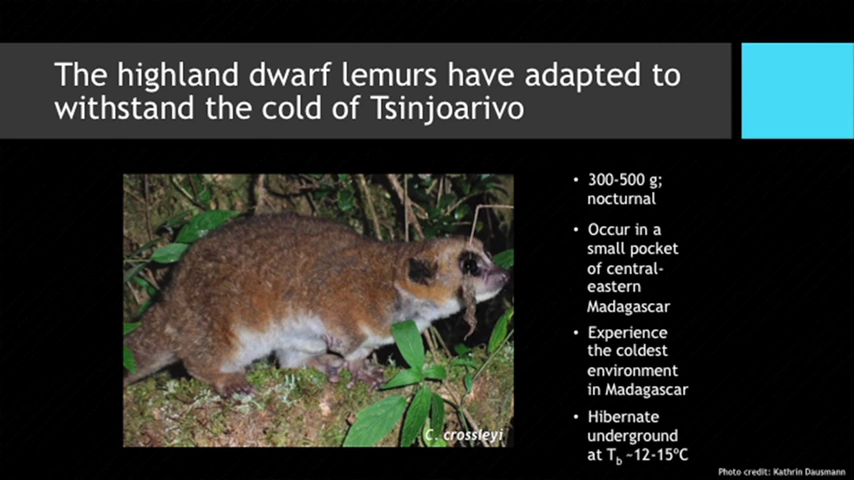 The highland dwarf lemurs have adapted to
withstand the cold of Tsinjoarivo
• 300-500 g;
nocturnal
• Occur in a
small pocket
of central-
eastern
Madagascar
• Experience
the coldest
environment
in Madagascar
• Hibernate
underground
at Tb ~12-15°C
C. crossleyi
Photo credit: Kathrin Dausmann